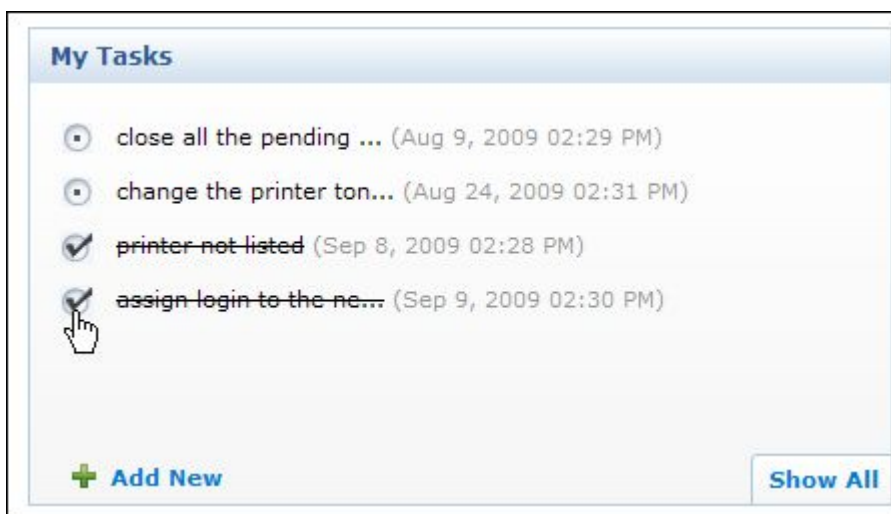 My Tasks
close all the pending ... (Aug 9, 2009 02:29 PM)
change the printer ton... (Aug 24, 2009 02:31 PM)
printer not listed (Sep 8, 2009 02:28 PM)
assign login to the ne... (Sep 9, 2009 02:30 PM)
Add New
Show All